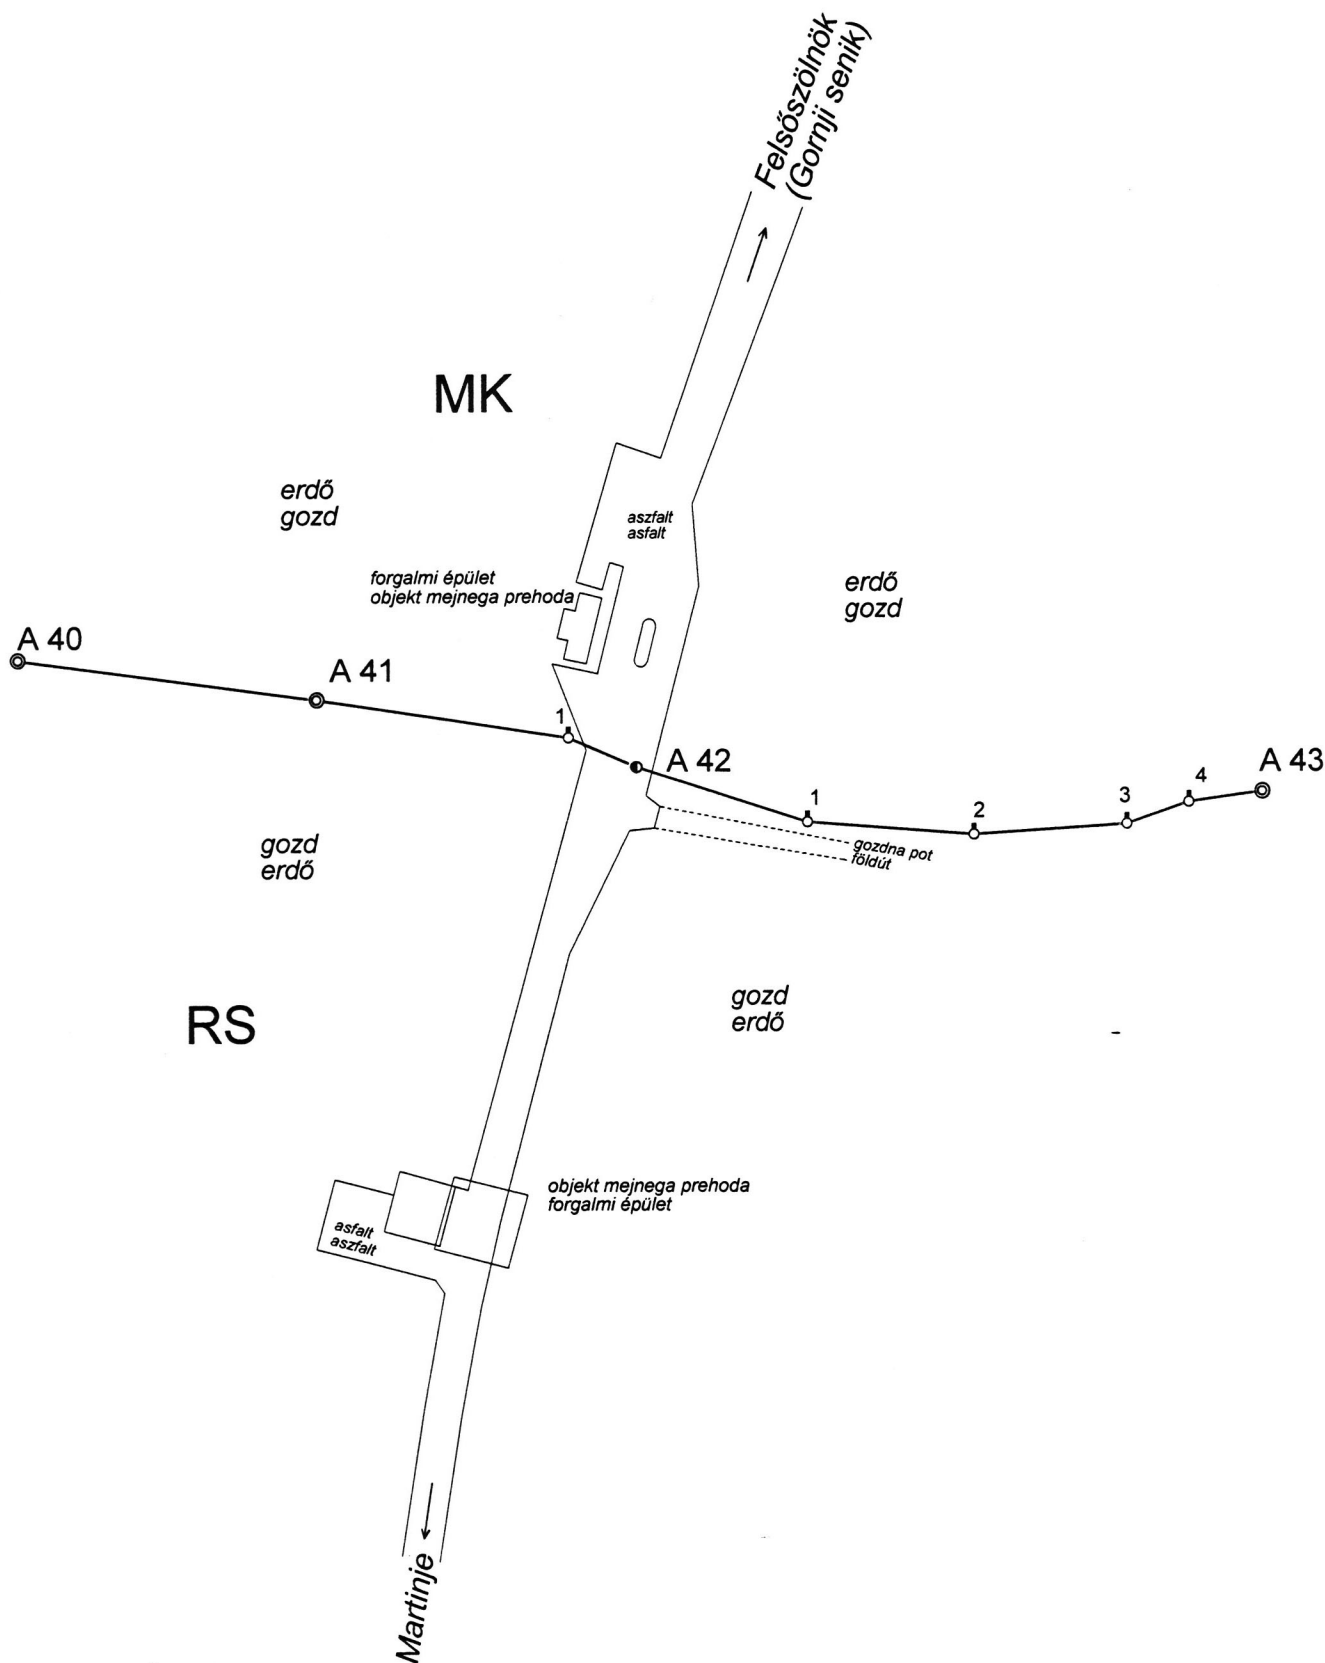 Felsőszölnök
(Gornji senik)
MK
erdő
gozd
aszfalt
asfalt
forgalmi épület
objekt mejnega prehoda
erdő
gozd
A 40
A 41
1
A 42
1
2
3
4
A 43
gozdna pot
földút
gozd
erdő
RS
gozd
erdő
objekt mejnega prehoda
forgalmi épület
asfalt
aszfalt
Martinje